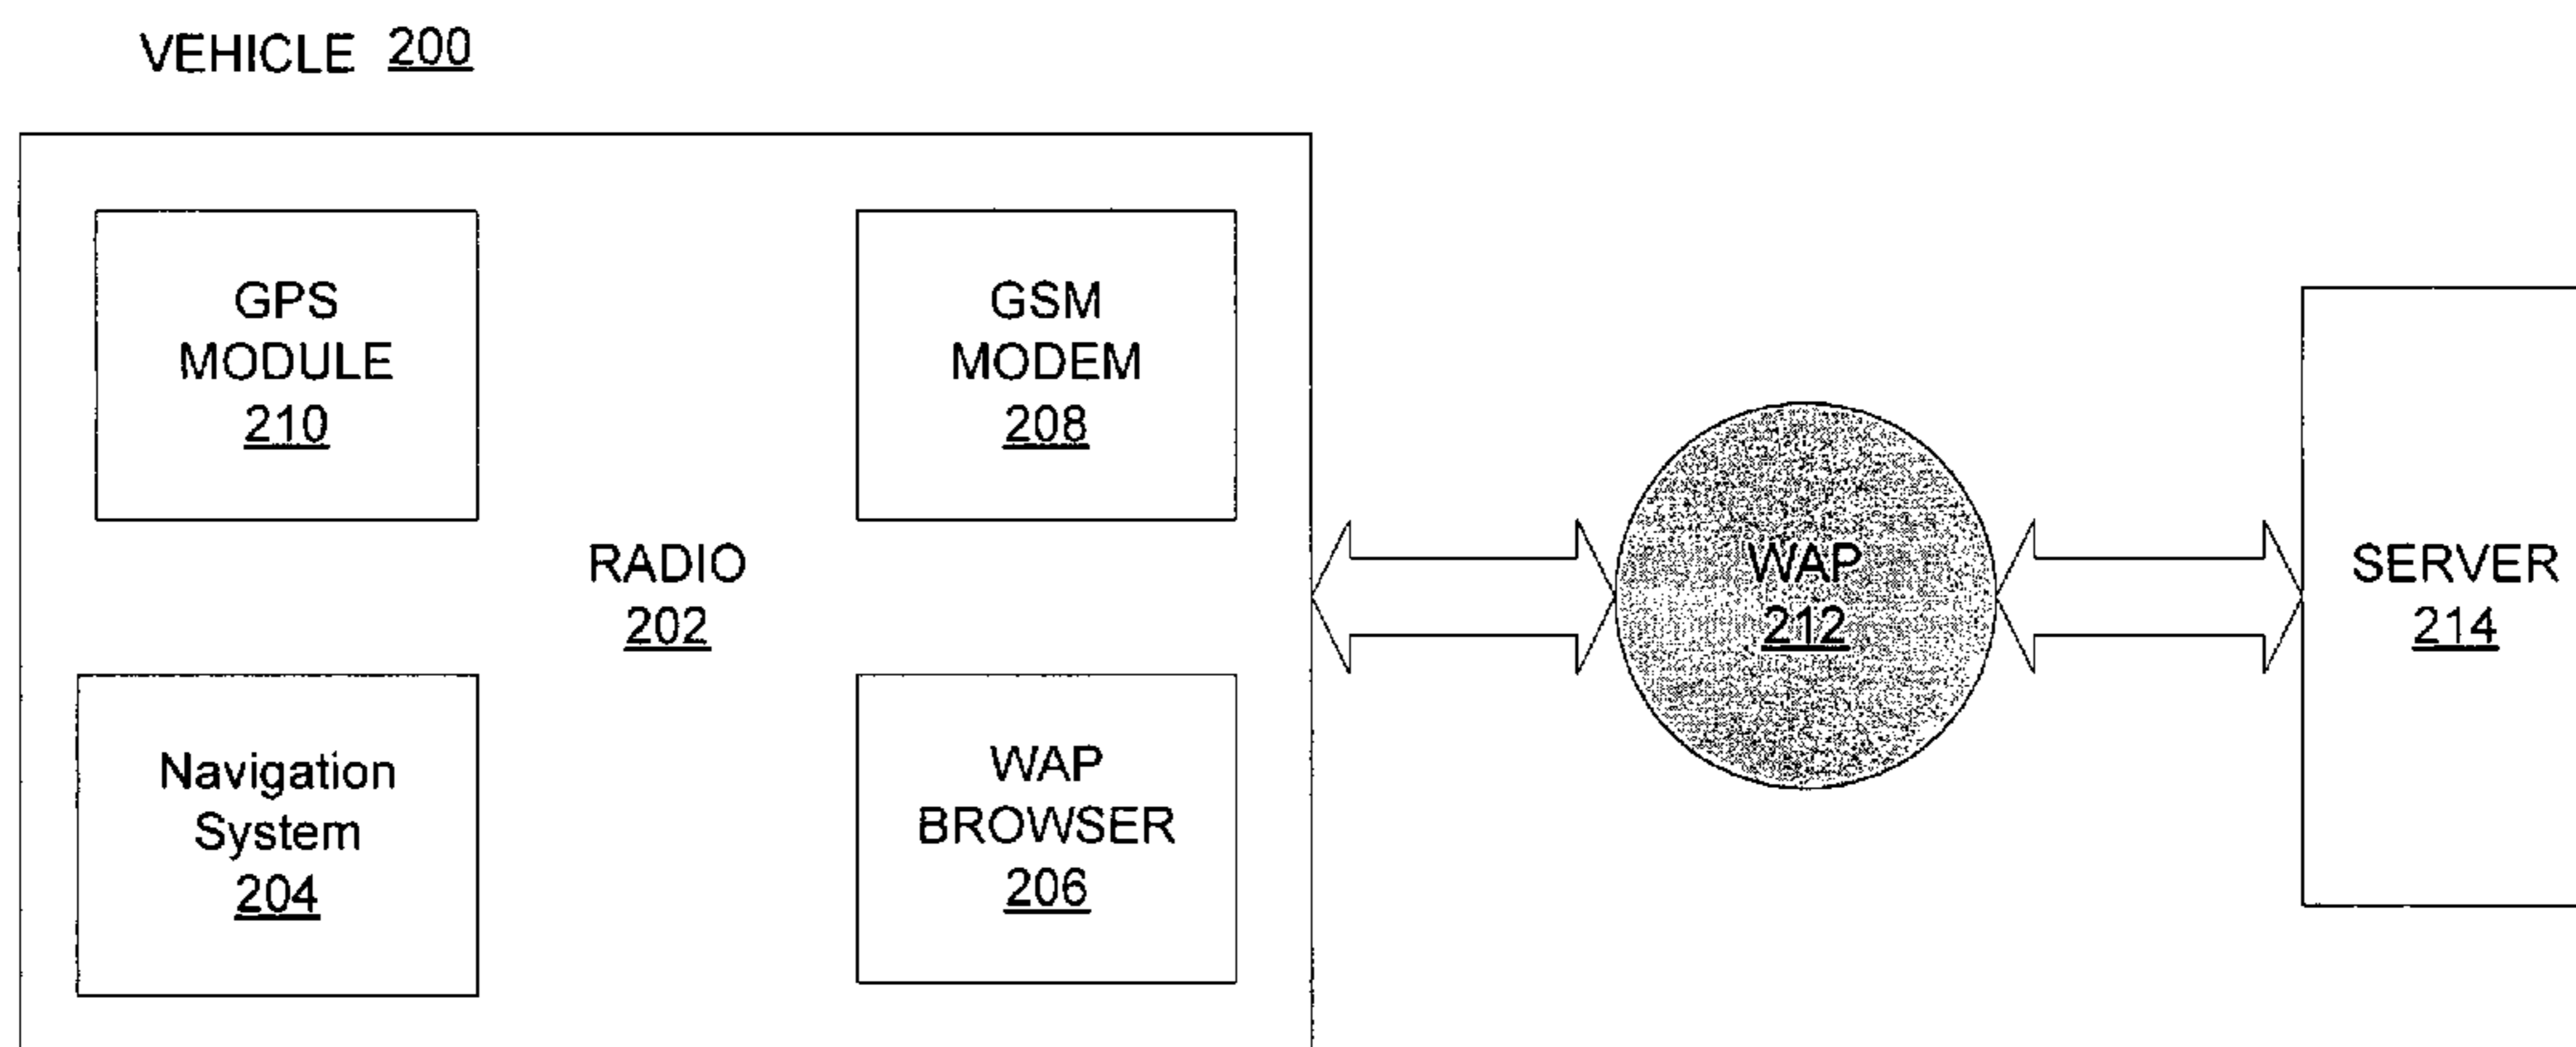 VEHICLE 200
GPS
MODULE
210
GSM
MODEM
208
RADIO
202
Navigation
System
204
WAP
BROWSER
206
WAP
212
SERVER
214